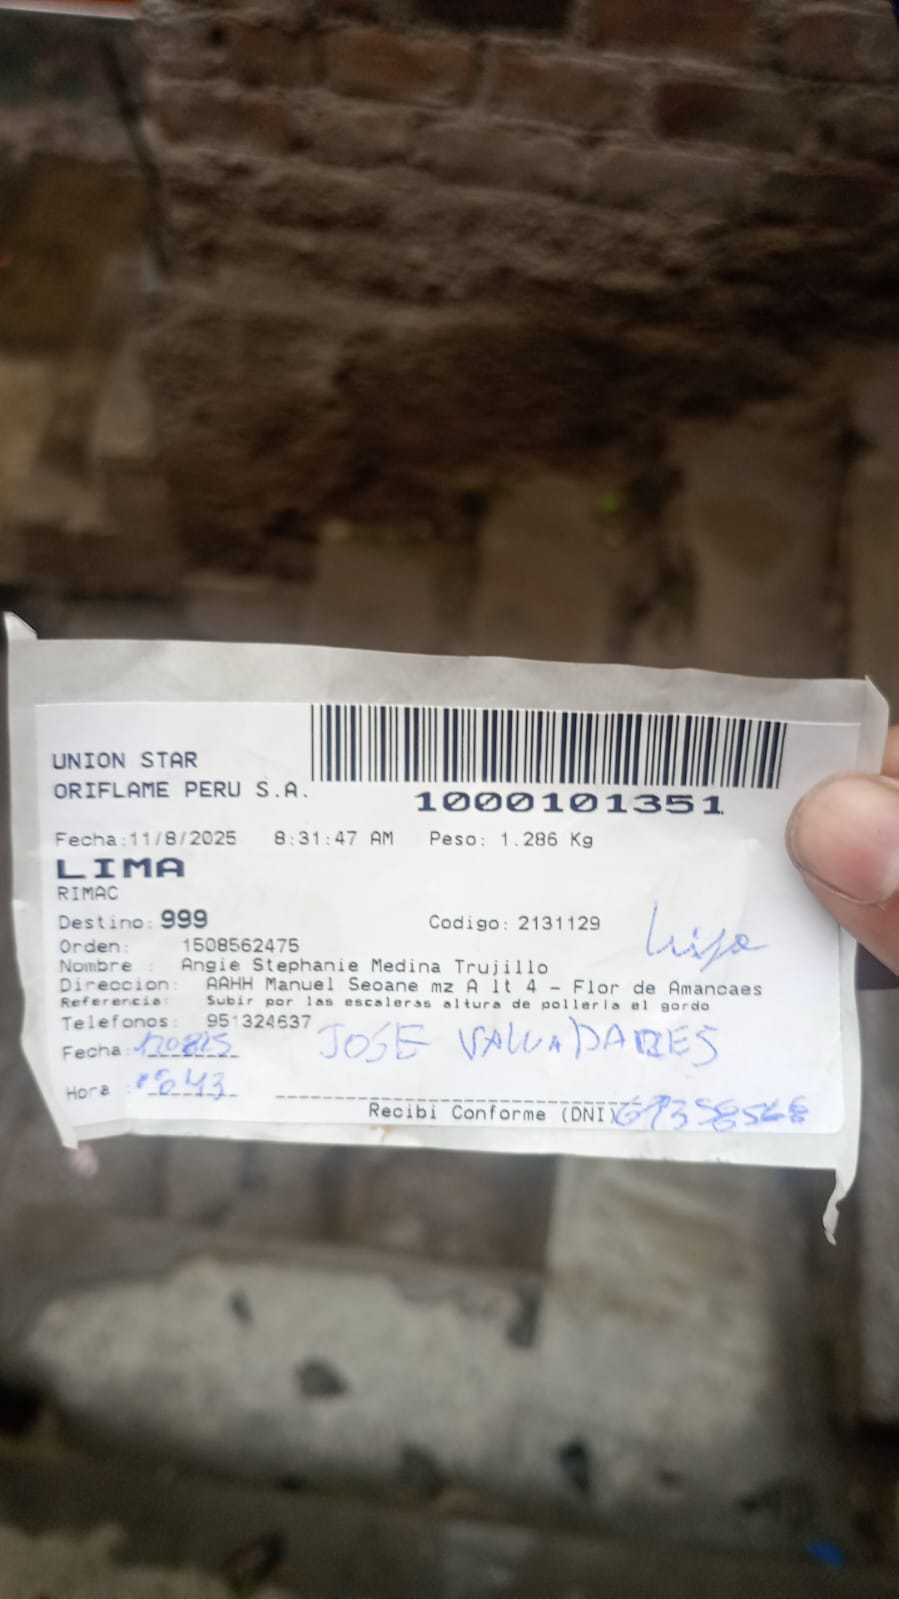 UNION STAR
ORIFLAME PERU S.A.
1000101351
Fecha:11/8/2025 8:31:47 AM Peso: 1.286 Kg
LIMA
RIMAC
Destino: 999 Codigo: 2131129
Orden: 1508562475
Nombre : Angie Stephanie Medina Trujillo
Direccion: AAHH Manuel Seoane mz A lt 4 - Flor de Amancaes
Referencia: Subir por las escaleras altura de polleria el gordo
Telefonos: 951324637
Fecha: JOSE VALLADARES
Hora :
Recibi Conforme (DNI)